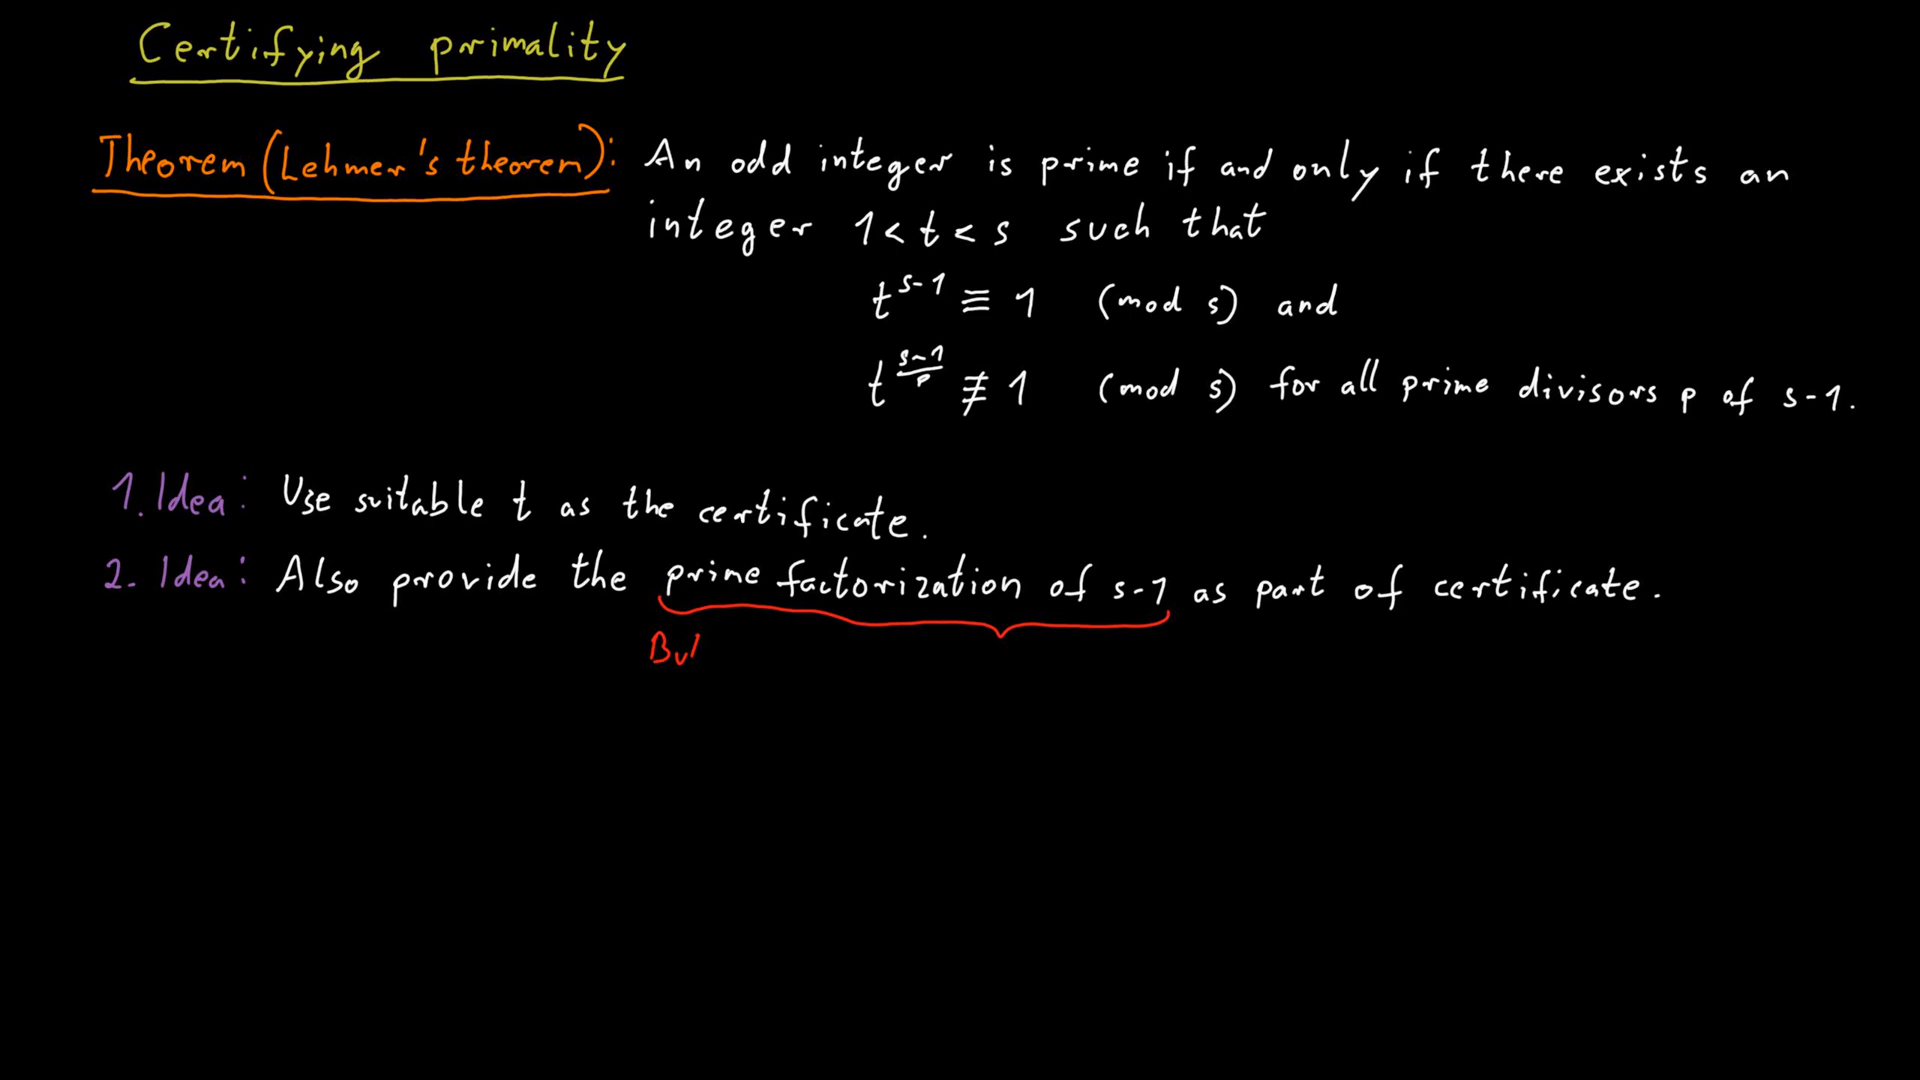 Certifying primality
Theorem (Lehmer's theorem): An odd integer is prime if and only if there exists an
integer 1 < t < s such that
t^{s-1} ≡ 1 (mod s) and
t^{\frac{s-1}{p}} ≢ 1 (mod s) for all prime divisors p of s-1.
1. Idea: Use suitable t as the certificate.
2. Idea: Also provide the prime factorization of s-1 as part of certificate.